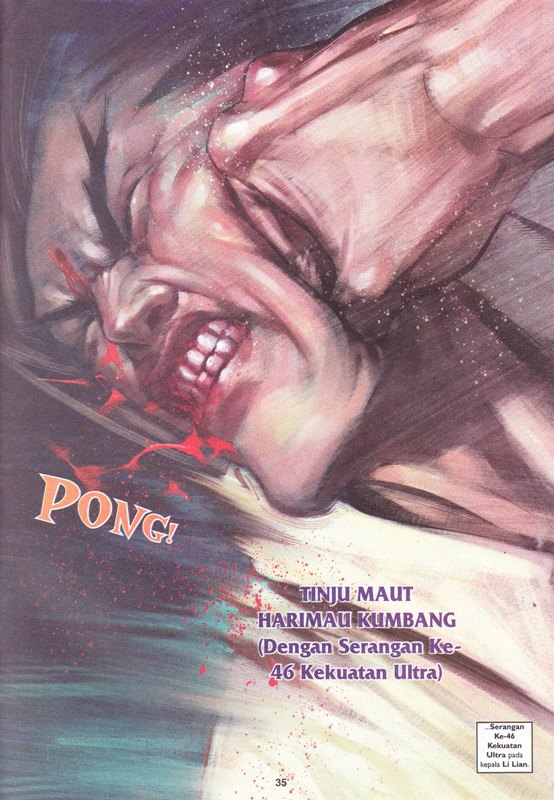 PONG!
TINJU MAUT
HARIMAU KUMBANG
(Dengan Serangan Ke-
46 Kekuatan Ultra)
...Serangan
Ke-46
Kekuatan
Ultra pada
kepala Li Lian.
35